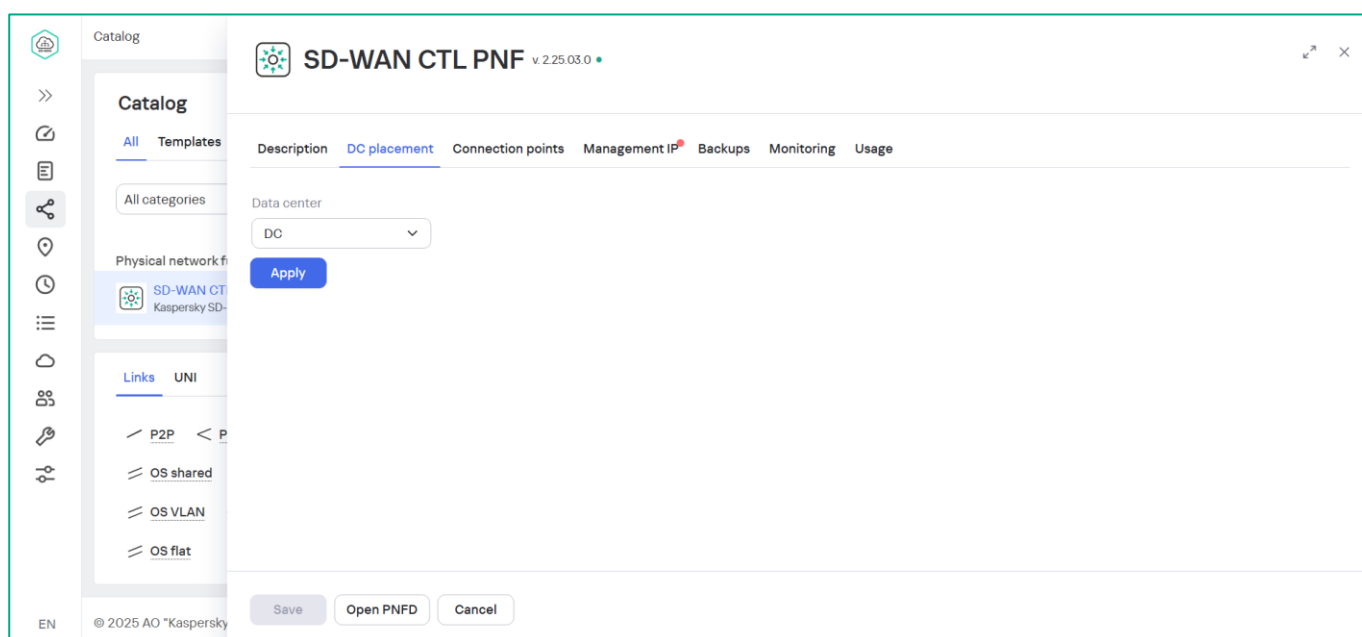 Catalog
SD-WAN CTL PNF v. 2.25.03.0
Catalog
All Templates
Description DC placement Connection points Management IP Backups Monitoring Usage
All categories
Data center
DC
Physical network f
Apply
SD-WAN CT
Kaspersky SD-
Links UNI
P2P P
OS shared
OS VLAN
OS flat
Save Open PNFD Cancel
EN © 2025 AO "Kaspersky